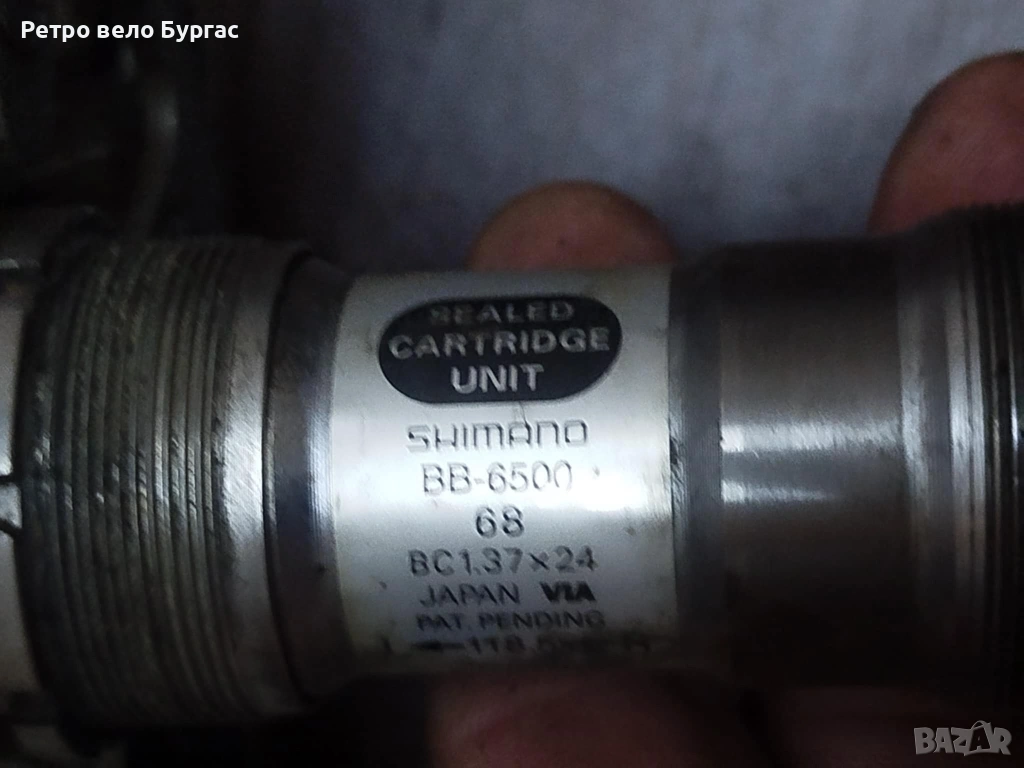 Ретро вело Бургас
SEALED
CARTRIDGE
UNIT
SHIMANO
BB-6500
68
BC1.37×24
JAPAN VIA
PAT. PENDING
BAZAR